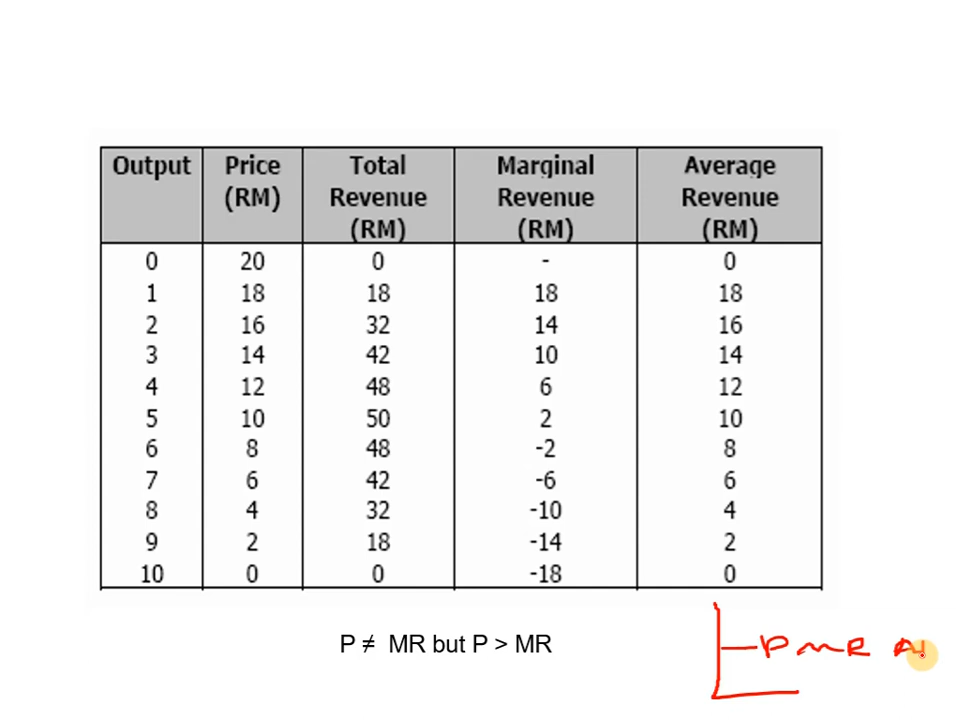 Output Price Total Marginal Average
(RM) Revenue Revenue Revenue
(RM) (RM) (RM)
0 20 0 - 0
1 18 18 18 18
2 16 32 14 16
3 14 42 10 14
4 12 48 6 12
5 10 50 2 10
6 8 48 -2 8
7 6 42 -6 6
8 4 32 -10 4
9 2 18 -14 2
10 0 0 -18 0
P ≠ MR but P > MR
P MR